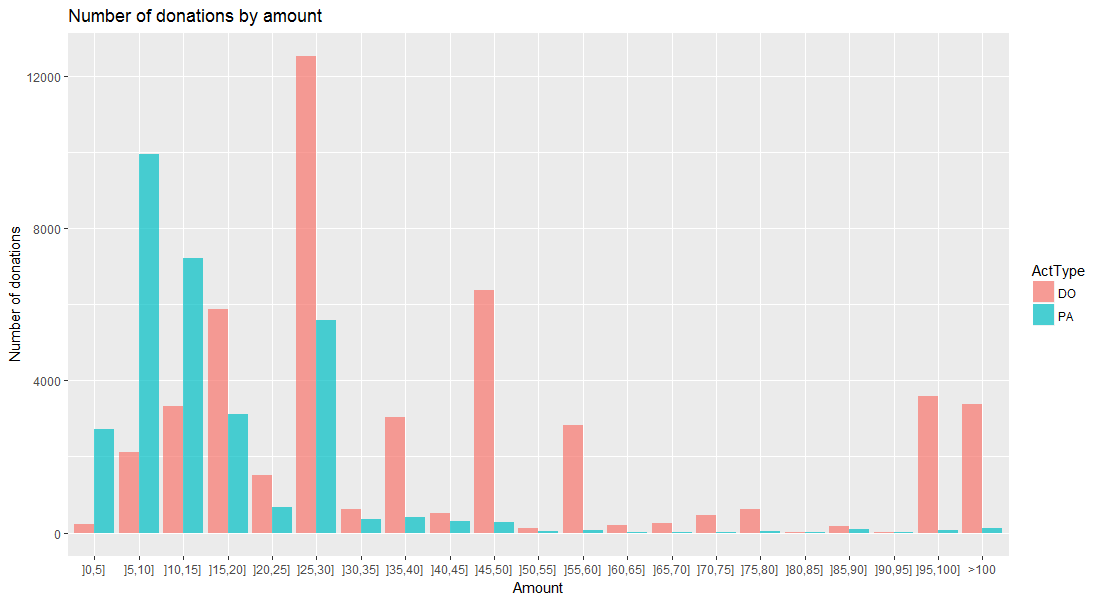 Number of donations by amount
Number of donations
12000
8000
4000
0
]0,5] ]5,10] ]10,15] ]15,20] ]20,25] ]25,30] ]30,35] ]35,40] ]40,45] ]45,50] ]50,55] ]55,60] ]60,65] ]65,70] ]70,75] ]75,80] ]80,85] ]85,90] ]90,95] ]95,100] >100
Amount
ActType
DO
PA